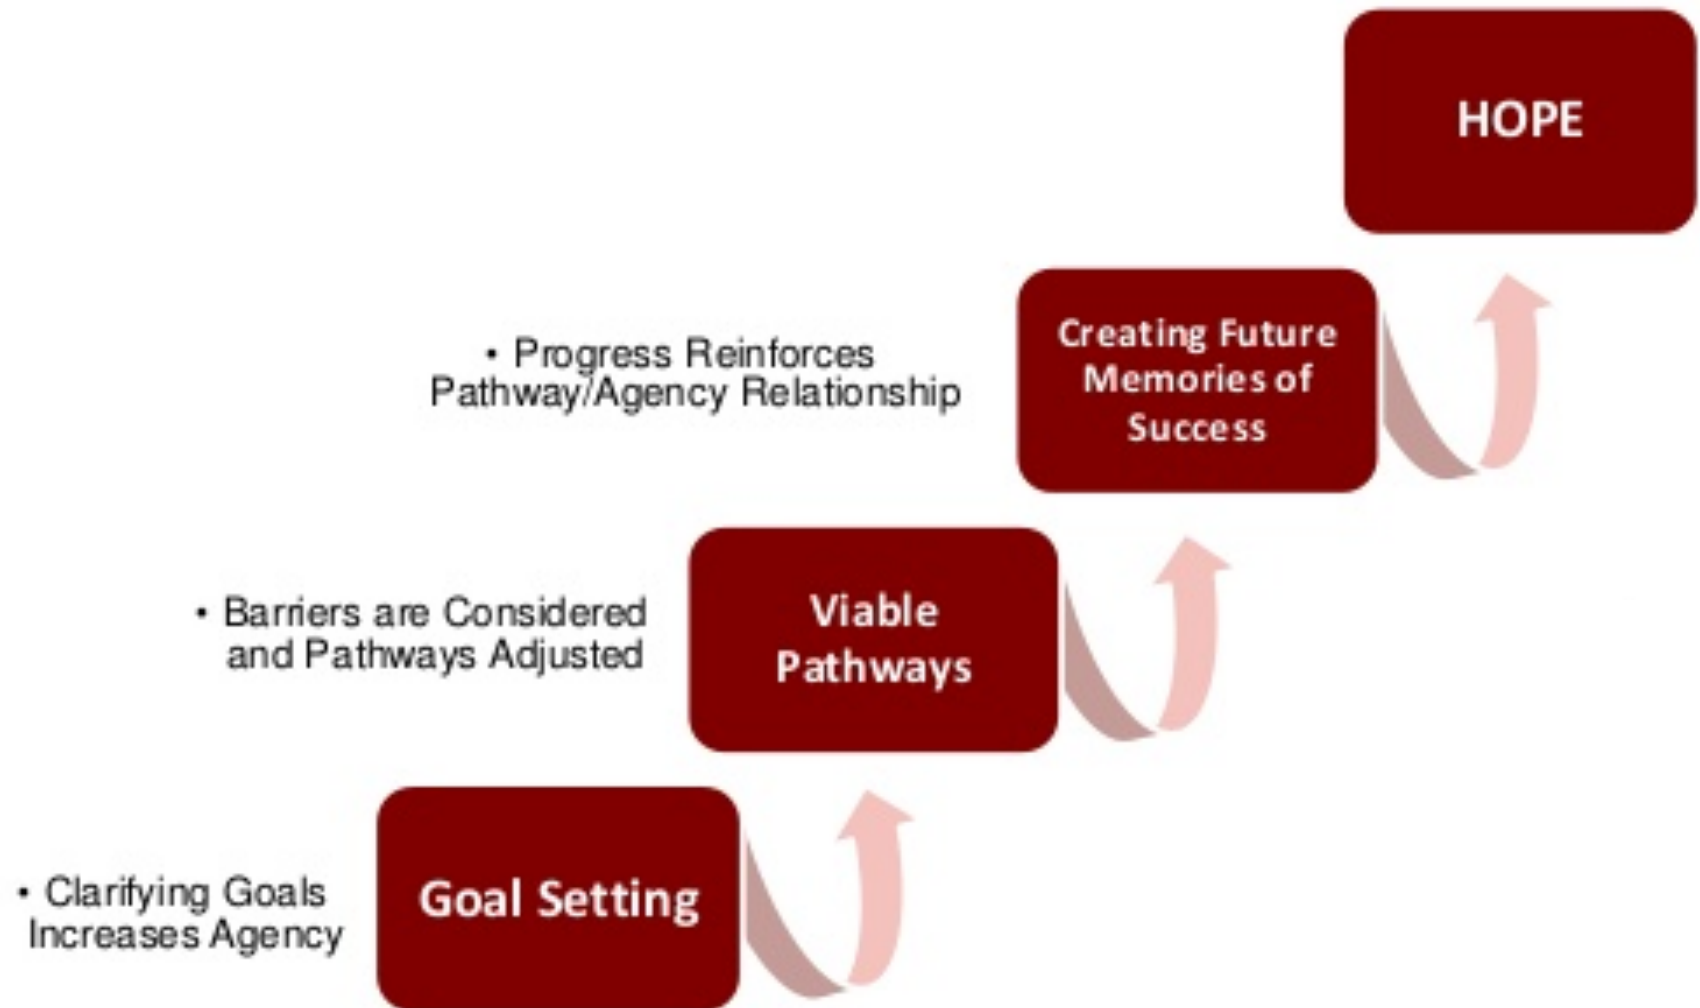 HOPE
• Progress Reinforces
Pathway/Agency Relationship
Creating Future
Memories of
Success
• Barriers are Considered
and Pathways Adjusted
Viable
Pathways
• Clarifying Goals
Increases Agency
Goal Setting